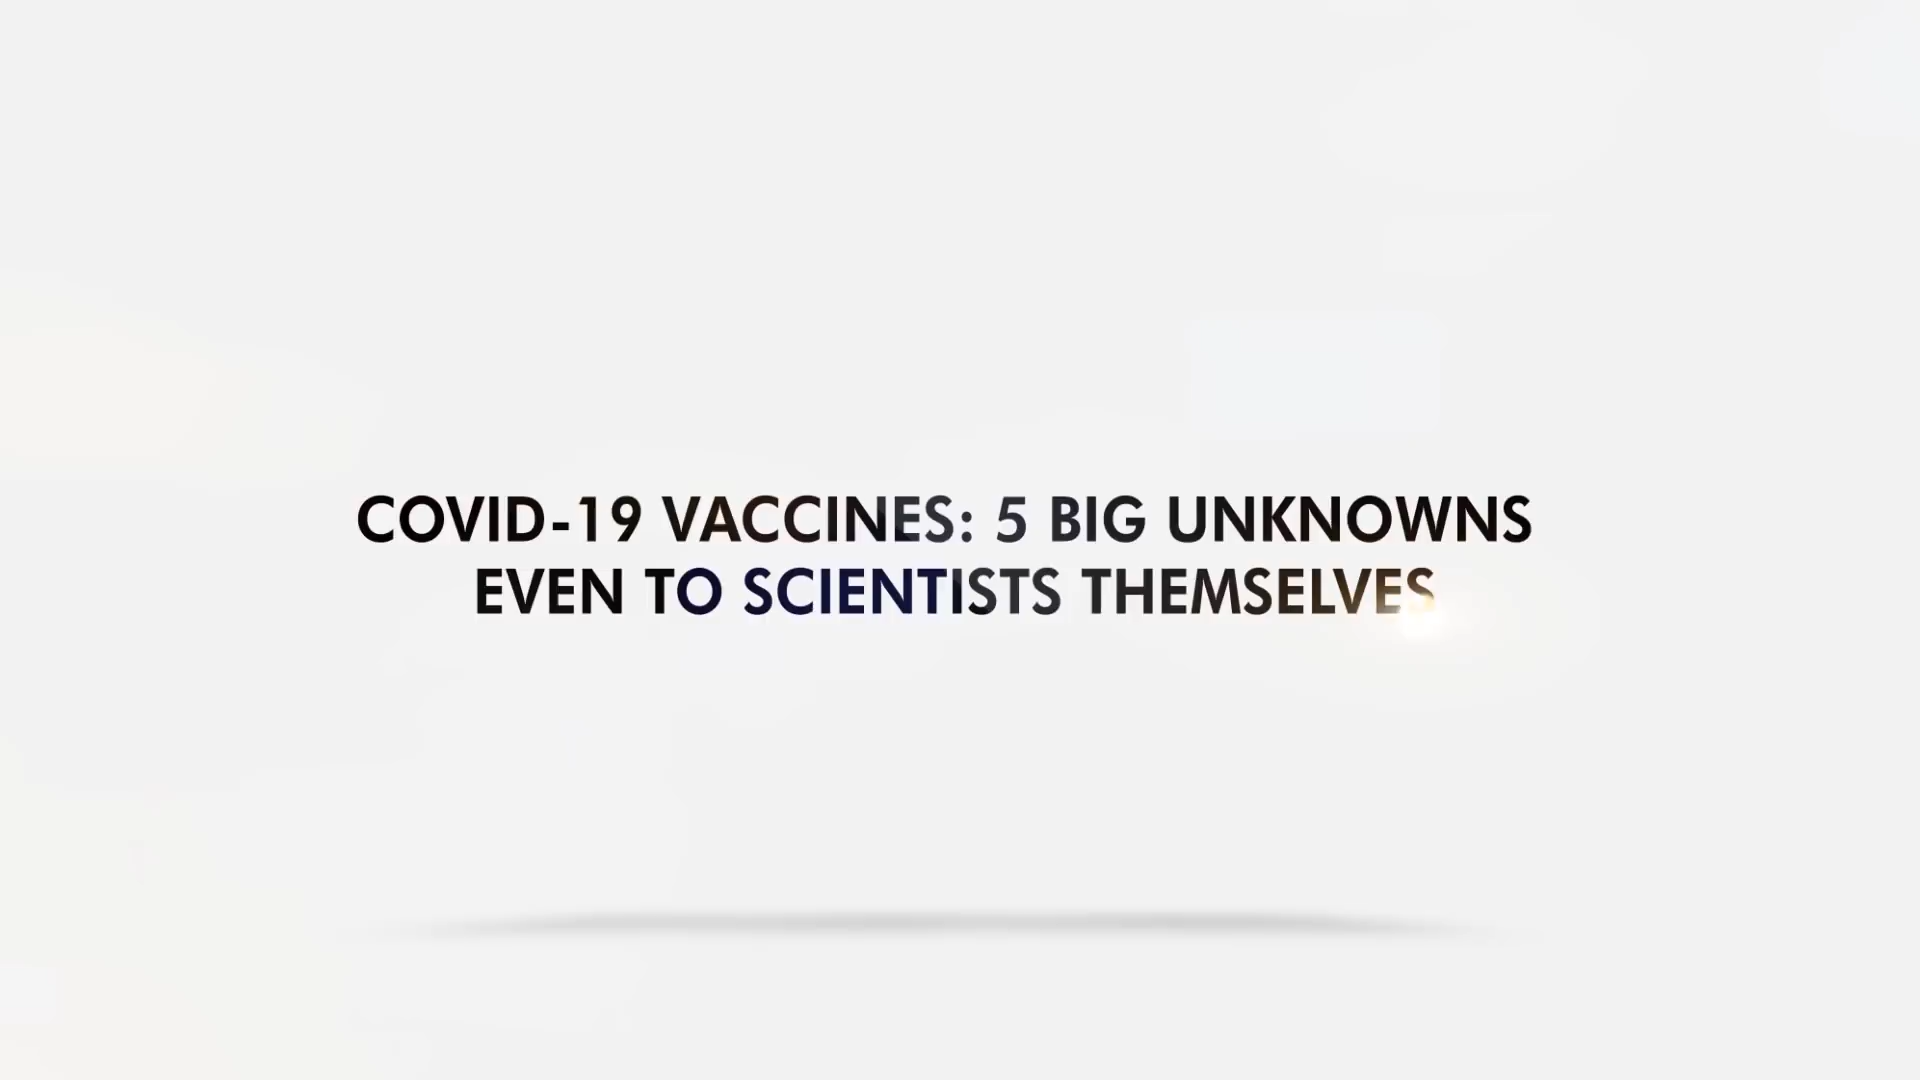 COVID-19 VACCINES: 5 BIG UNKNOWNS
EVEN TO SCIENTISTS THEMSELVES